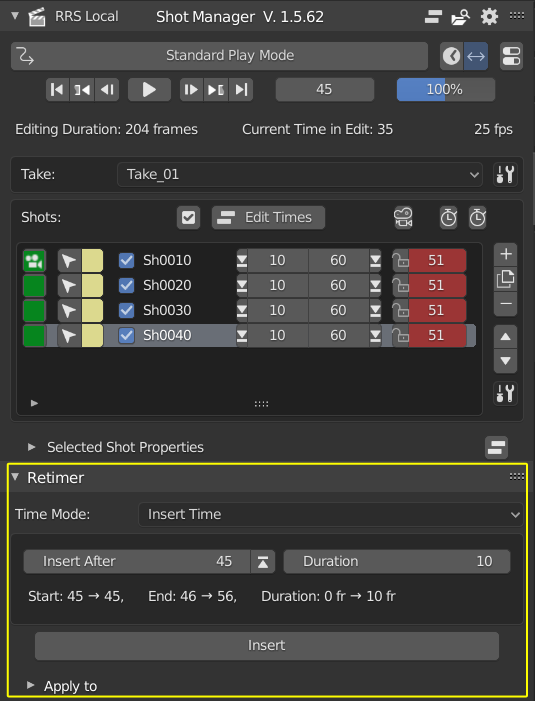 RRS Local Shot Manager V. 1.5.62
Standard Play Mode
45 100%
Editing Duration: 204 frames Current Time in Edit: 35 25 fps
Take: Take_01
Shots: Edit Times
Sh0010 10 60 51
Sh0020 10 60 51
Sh0030 10 60 51
Sh0040 10 60 51
Selected Shot Properties
Retimer
Time Mode: Insert Time
Insert After 45 Duration 10
Start: 45 → 45, End: 46 → 56, Duration: 0 fr → 10 fr
Insert
Apply to